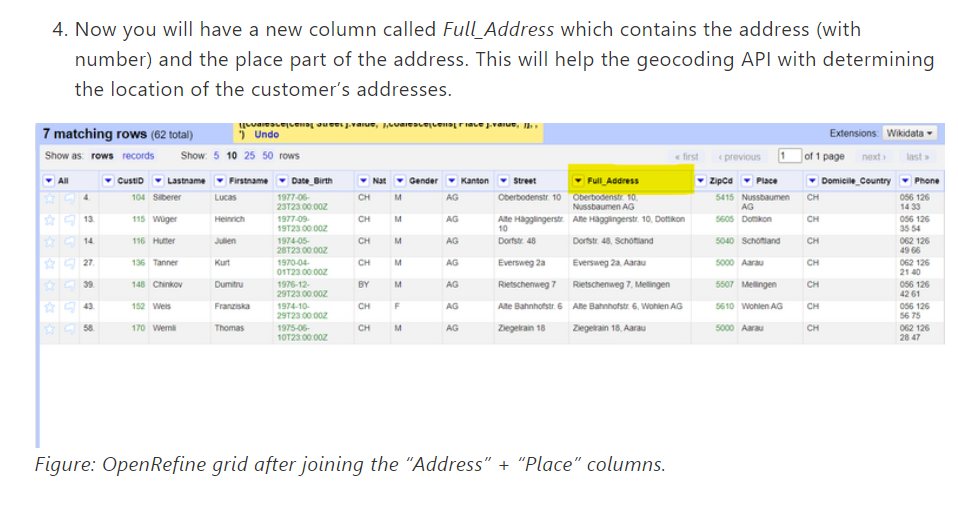 4. Now you will have a new column called Full_Address which contains the address (with
number) and the place part of the address. This will help the geocoding API with determining
the location of the customer's addresses.
7 matching rows (62 total)
([coalesce(cells['Street'].value,''),coalesce(cells['Place'].value,'')],',
') Undo
Extensions: Wikidata
Show as: rows records Show: 5 10 25 50 rows « first ‹ previous 1 of 1 page next › last »
All CustID Lastname Firstname Date_Birth Nat Gender Kanton Street Full_Address ZipCd Place Domicile_Country Phone
4. 104 Silberer Lucas 1977-06- CH M AG Oberbodenstr. 10 Oberbodenstr. 10, 5415 Nussbaumen CH 056 126
23T23:00:00Z Nussbaumen AG AG 14 33
13. 115 Wüger Heinrich 1977-09- CH M AG Alte Hägglingerstr. Alte Hägglingerstr. 10, Dottikon 5605 Dottikon CH 056 126
19T23:00:00Z 10 35 54
14. 116 Hutter Julien 1974-05- CH M AG Dorfstr. 48 Dorfstr. 48, Schöftland 5040 Schöftland CH 062 126
28T23:00:00Z 49 66
27. 136 Tanner Kurt 1970-04- CH M AG Eversweg 2a Eversweg 2a, Aarau 5000 Aarau CH 062 126
01T23:00:00Z 21 40
39. 148 Chinkov Dumitru 1976-12- BY M AG Rietschenweg 7 Rietschenweg 7, Mellingen 5507 Mellingen CH 056 126
29T23:00:00Z 42 61
43. 152 Weis Franziska 1974-10- CH F AG Alte Bahnhofstr. 6 Alte Bahnhofstr. 6, Wohlen AG 5610 Wohlen AG CH 056 126
29T23:00:00Z 56 75
58. 170 Wernli Thomas 1975-06- CH M AG Ziegelrain 18 Ziegelrain 18, Aarau 5000 Aarau CH 062 126
10T23:00:00Z 28 47
Figure: OpenRefine grid after joining the "Address" + "Place" columns.